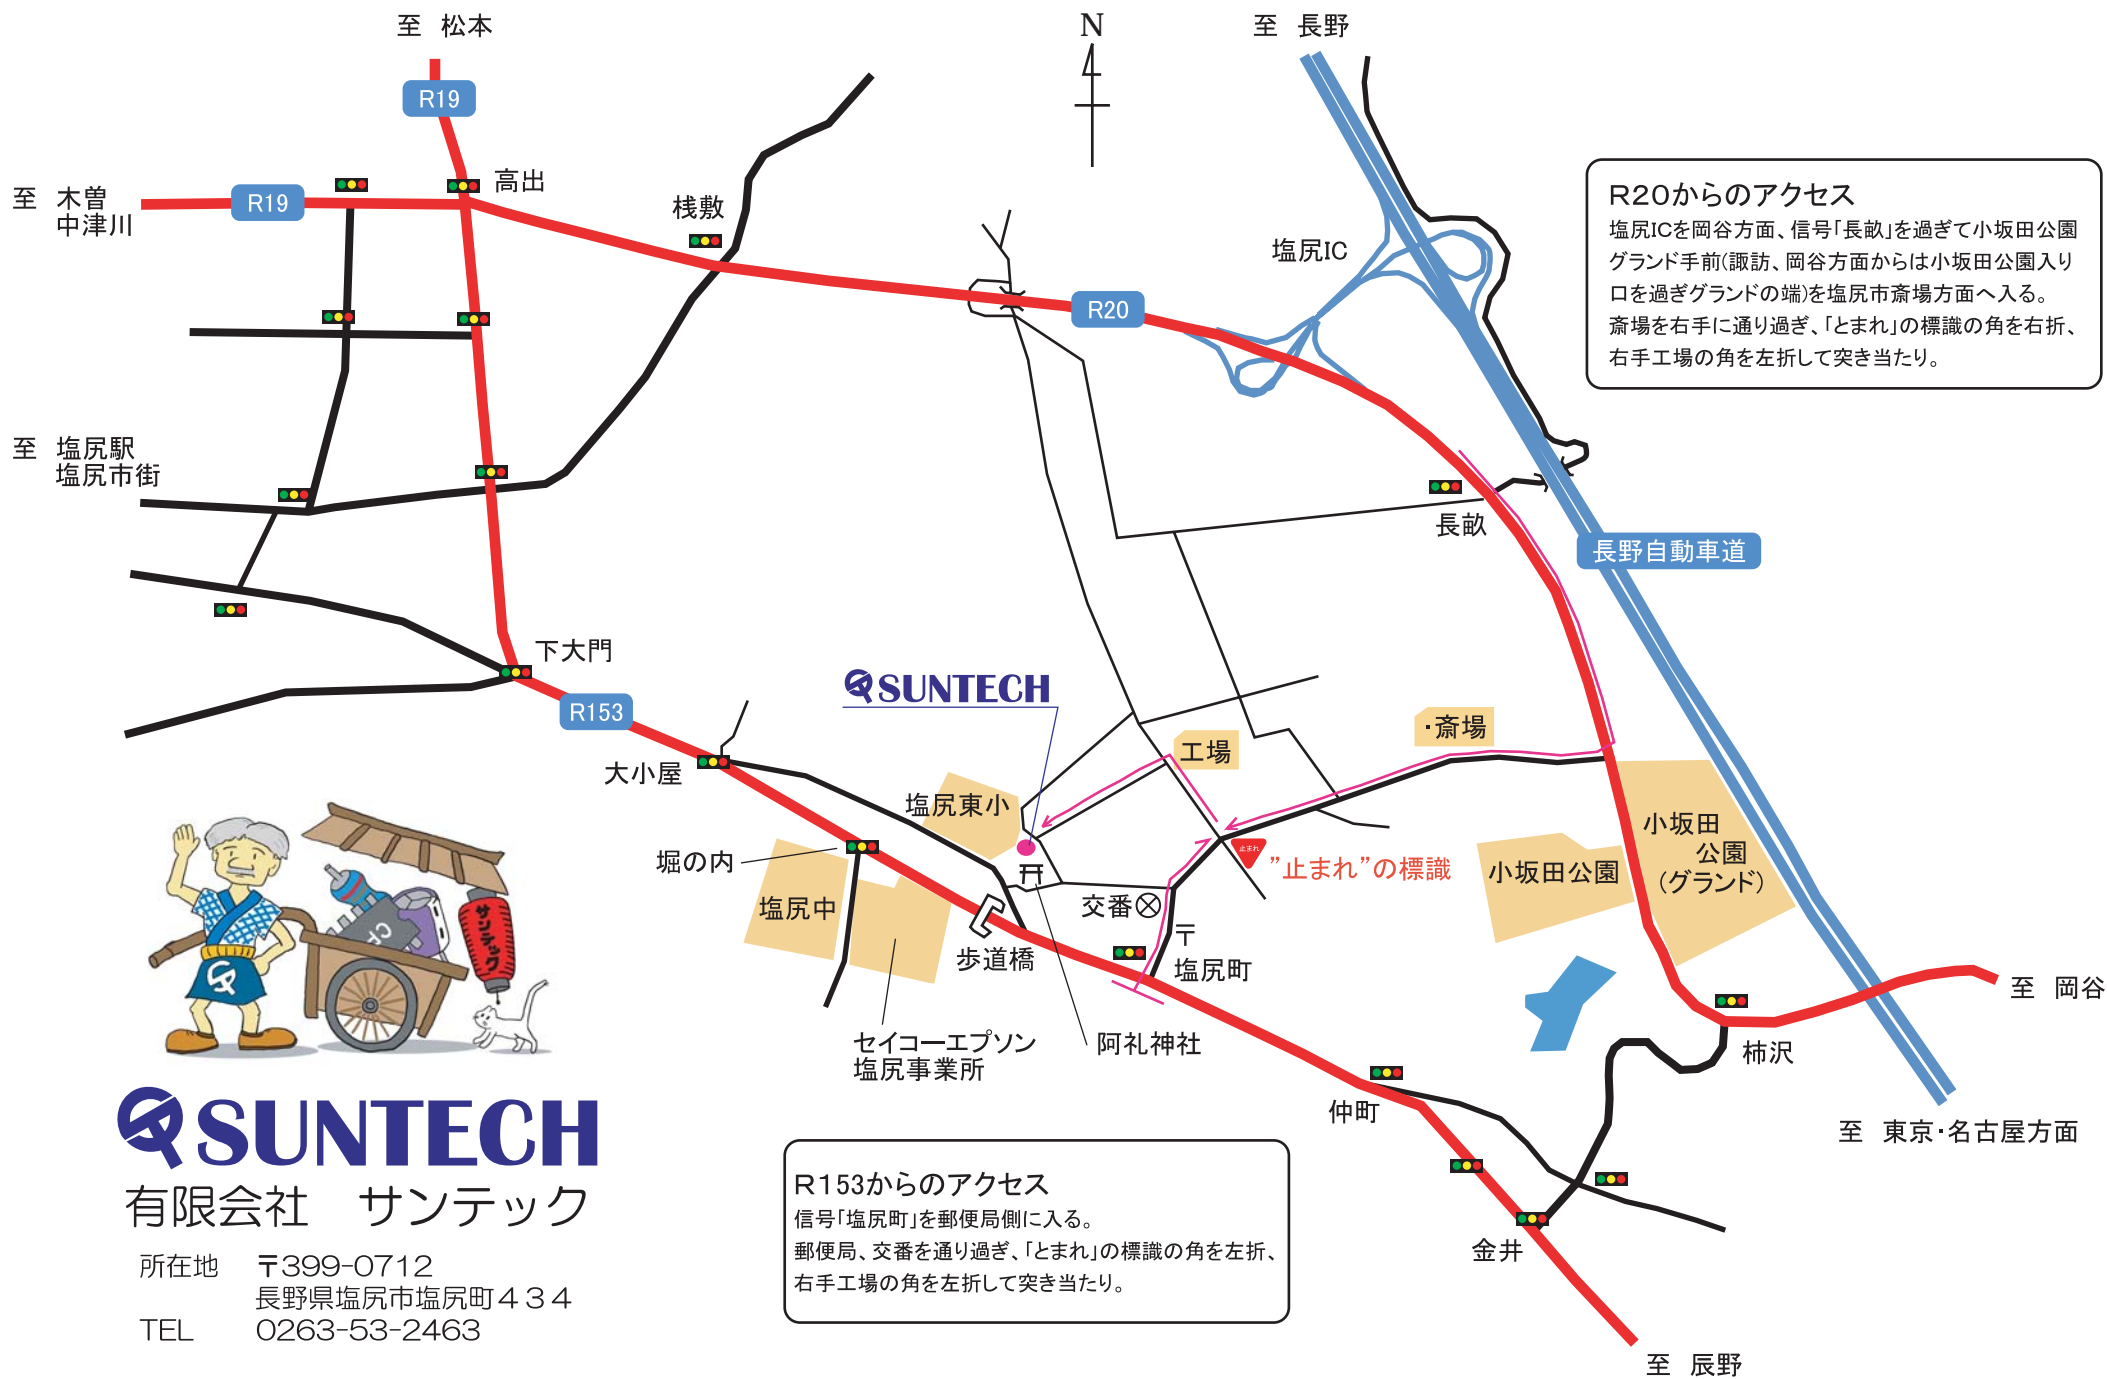 至 松本
N
至 長野
R19
至 木曽
中津川
R19
高出
桟敷
塩尻IC
R20
R20からのアクセス
塩尻ICを岡谷方面、信号「長畝」を過ぎて小坂田公園
グランド手前(諏訪、岡谷方面からは小坂田公園入り
口を過ぎグランドの端)を塩尻市斎場方面へ入る。
斎場を右手に通り過ぎ、「とまれ」の標識の角を右折、
右手工場の角を左折して突き当たり。
至 塩尻駅
塩尻市街
長畝
長野自動車道
下大門
R153
SUNTECH
大小屋
工場
・斎場
塩尻東小
小坂田
公園
(グランド)
堀の内
止まれ
”止まれ”の標識
小坂田公園
塩尻中
交番
〒
塩尻町
歩道橋
サンテック
CP
至 岡谷
セイコーエプソン
塩尻事業所
阿礼神社
柿沢
仲町
至 東京・名古屋方面
SUNTECH
有限会社 サンテック
R153からのアクセス
信号「塩尻町」を郵便局側に入る。
郵便局、交番を通り過ぎ、「とまれ」の標識の角を左折、
右手工場の角を左折して突き当たり。
金井
所在地 〒399-0712
長野県塩尻市塩尻町434
TEL 0263-53-2463
至 辰野